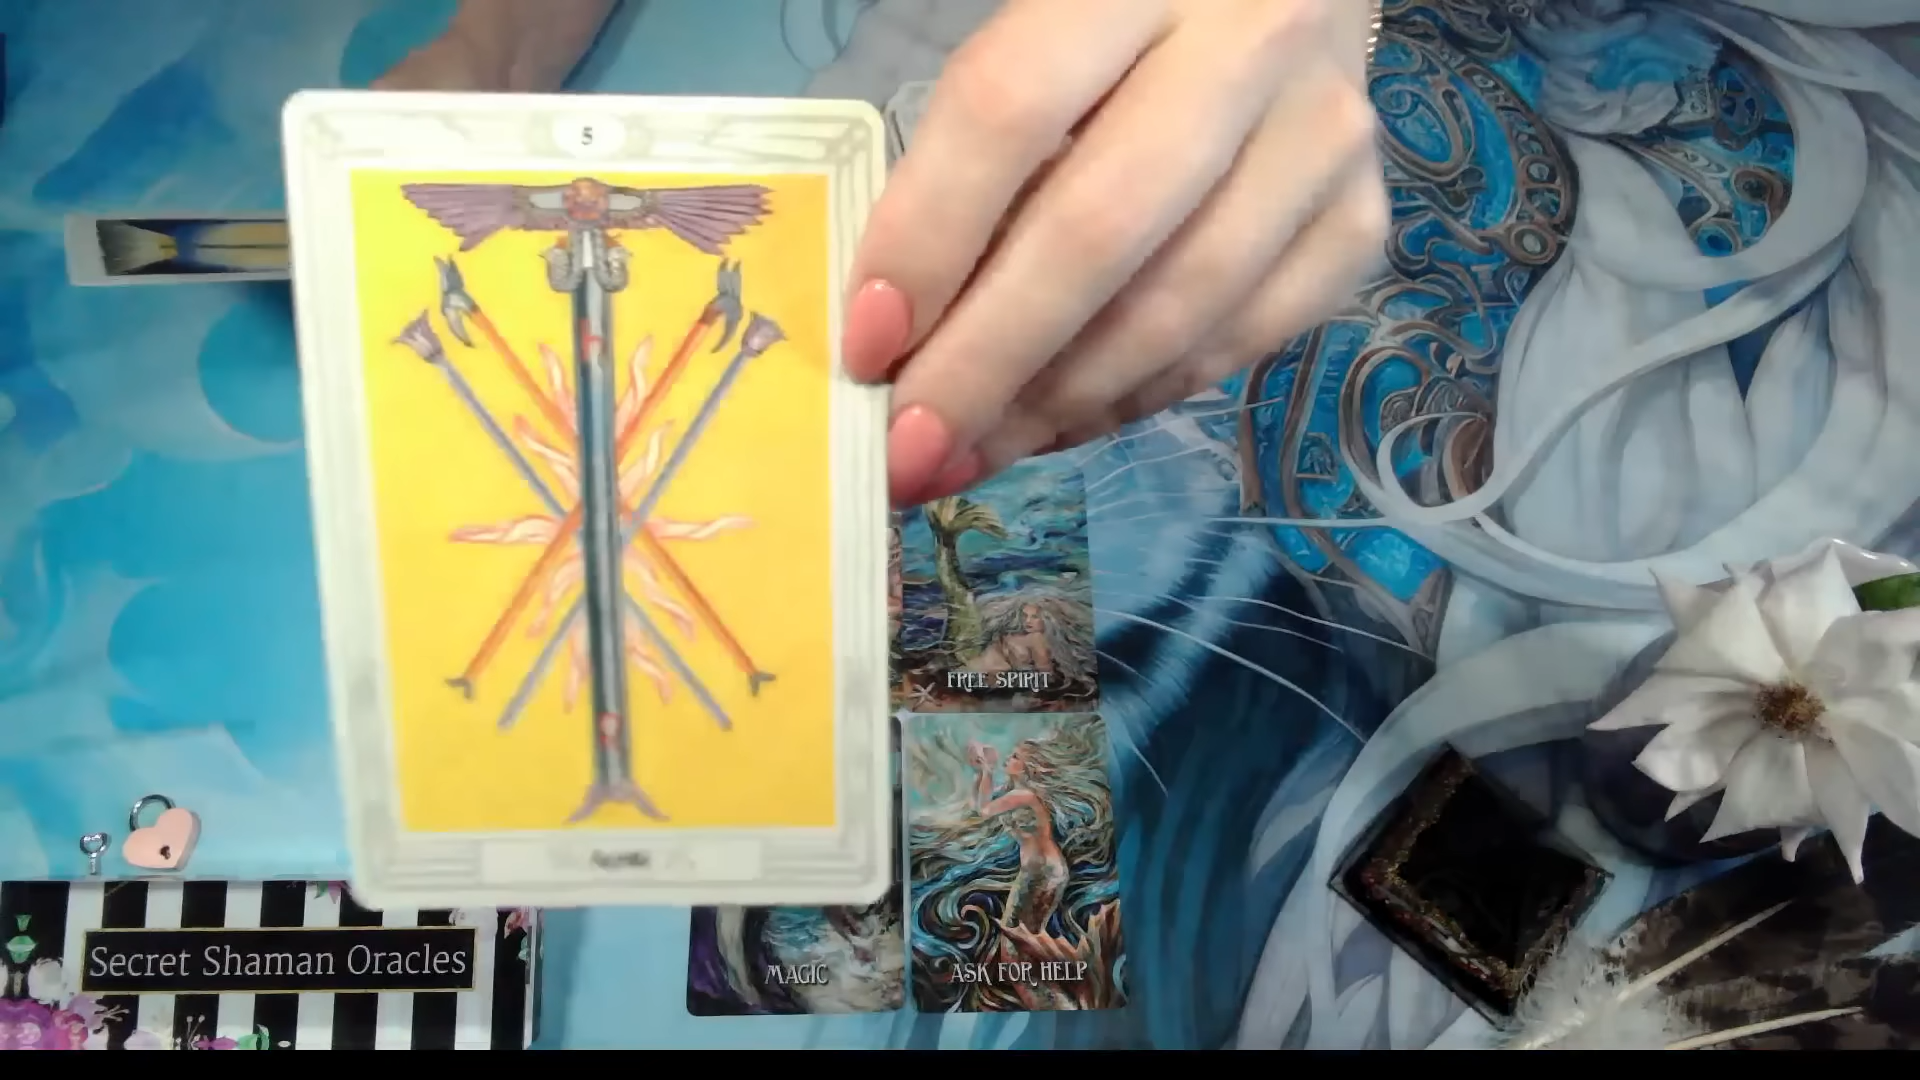 5
FREE SPIRIT
Secret Shaman Oracles
MAGIC
ASK FOR HELP